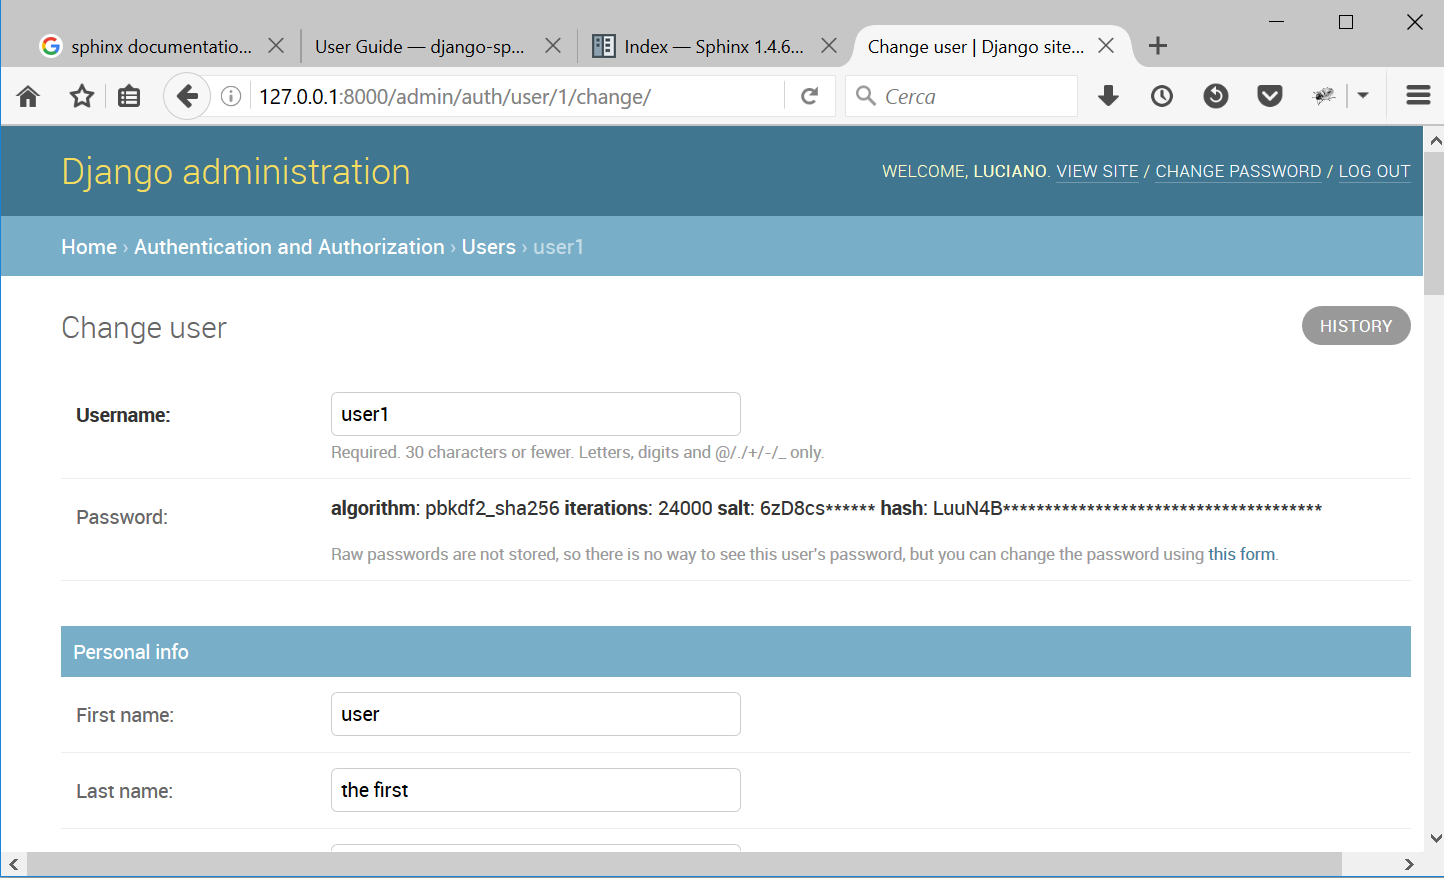 sphinx documentatio...
User Guide — django-sp...
Index — Sphinx 1.4.6...
Change user | Django site...
127.0.0.1:8000/admin/auth/user/1/change/
Cerca
Django administration
WELCOME, LUCIANO. VIEW SITE / CHANGE PASSWORD / LOG OUT
Home › Authentication and Authorization › Users › user1
Change user
HISTORY
Username:
user1
Required. 30 characters or fewer. Letters, digits and @/./+/-/_ only.
Password:
algorithm: pbkdf2_sha256 iterations: 24000 salt: 6zD8cs****** hash: LuuN4B**************************************
Raw passwords are not stored, so there is no way to see this user's password, but you can change the password using this form.
Personal info
First name:
user
Last name:
the first